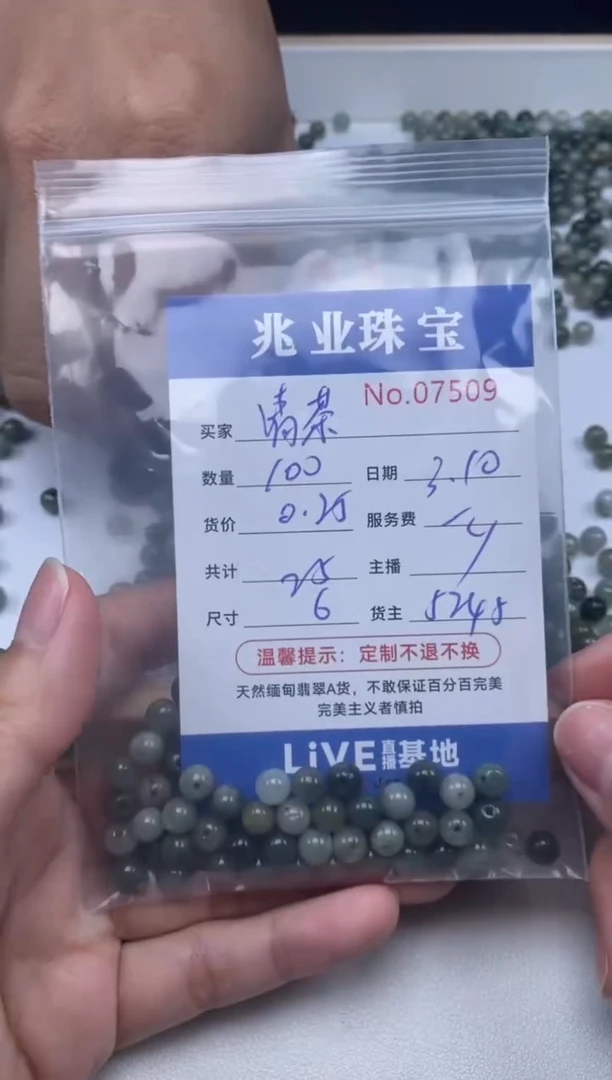 兆业珠宝
No.07509
买家 清茶
数量 100 日期 3.10
货价 0.25 服务费
共计 25 主播
尺寸 6 货主 5245
温馨提示：定制不退不换
天然缅甸翡翠A货，不敢保证百分百完美
完美主义者慎拍
LiVE直播基地